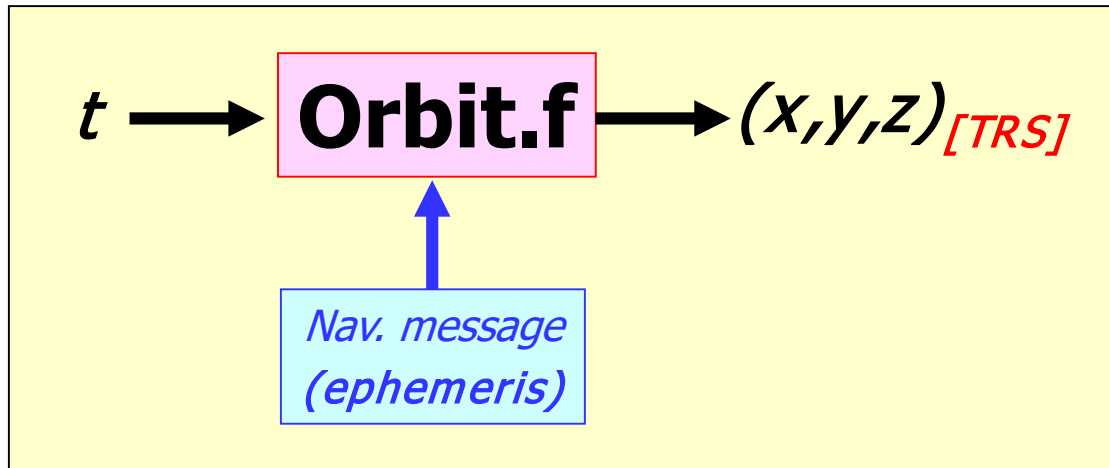 t Orbit.f (x,y,z)[TRS]
Nav. message
(ephemeris)